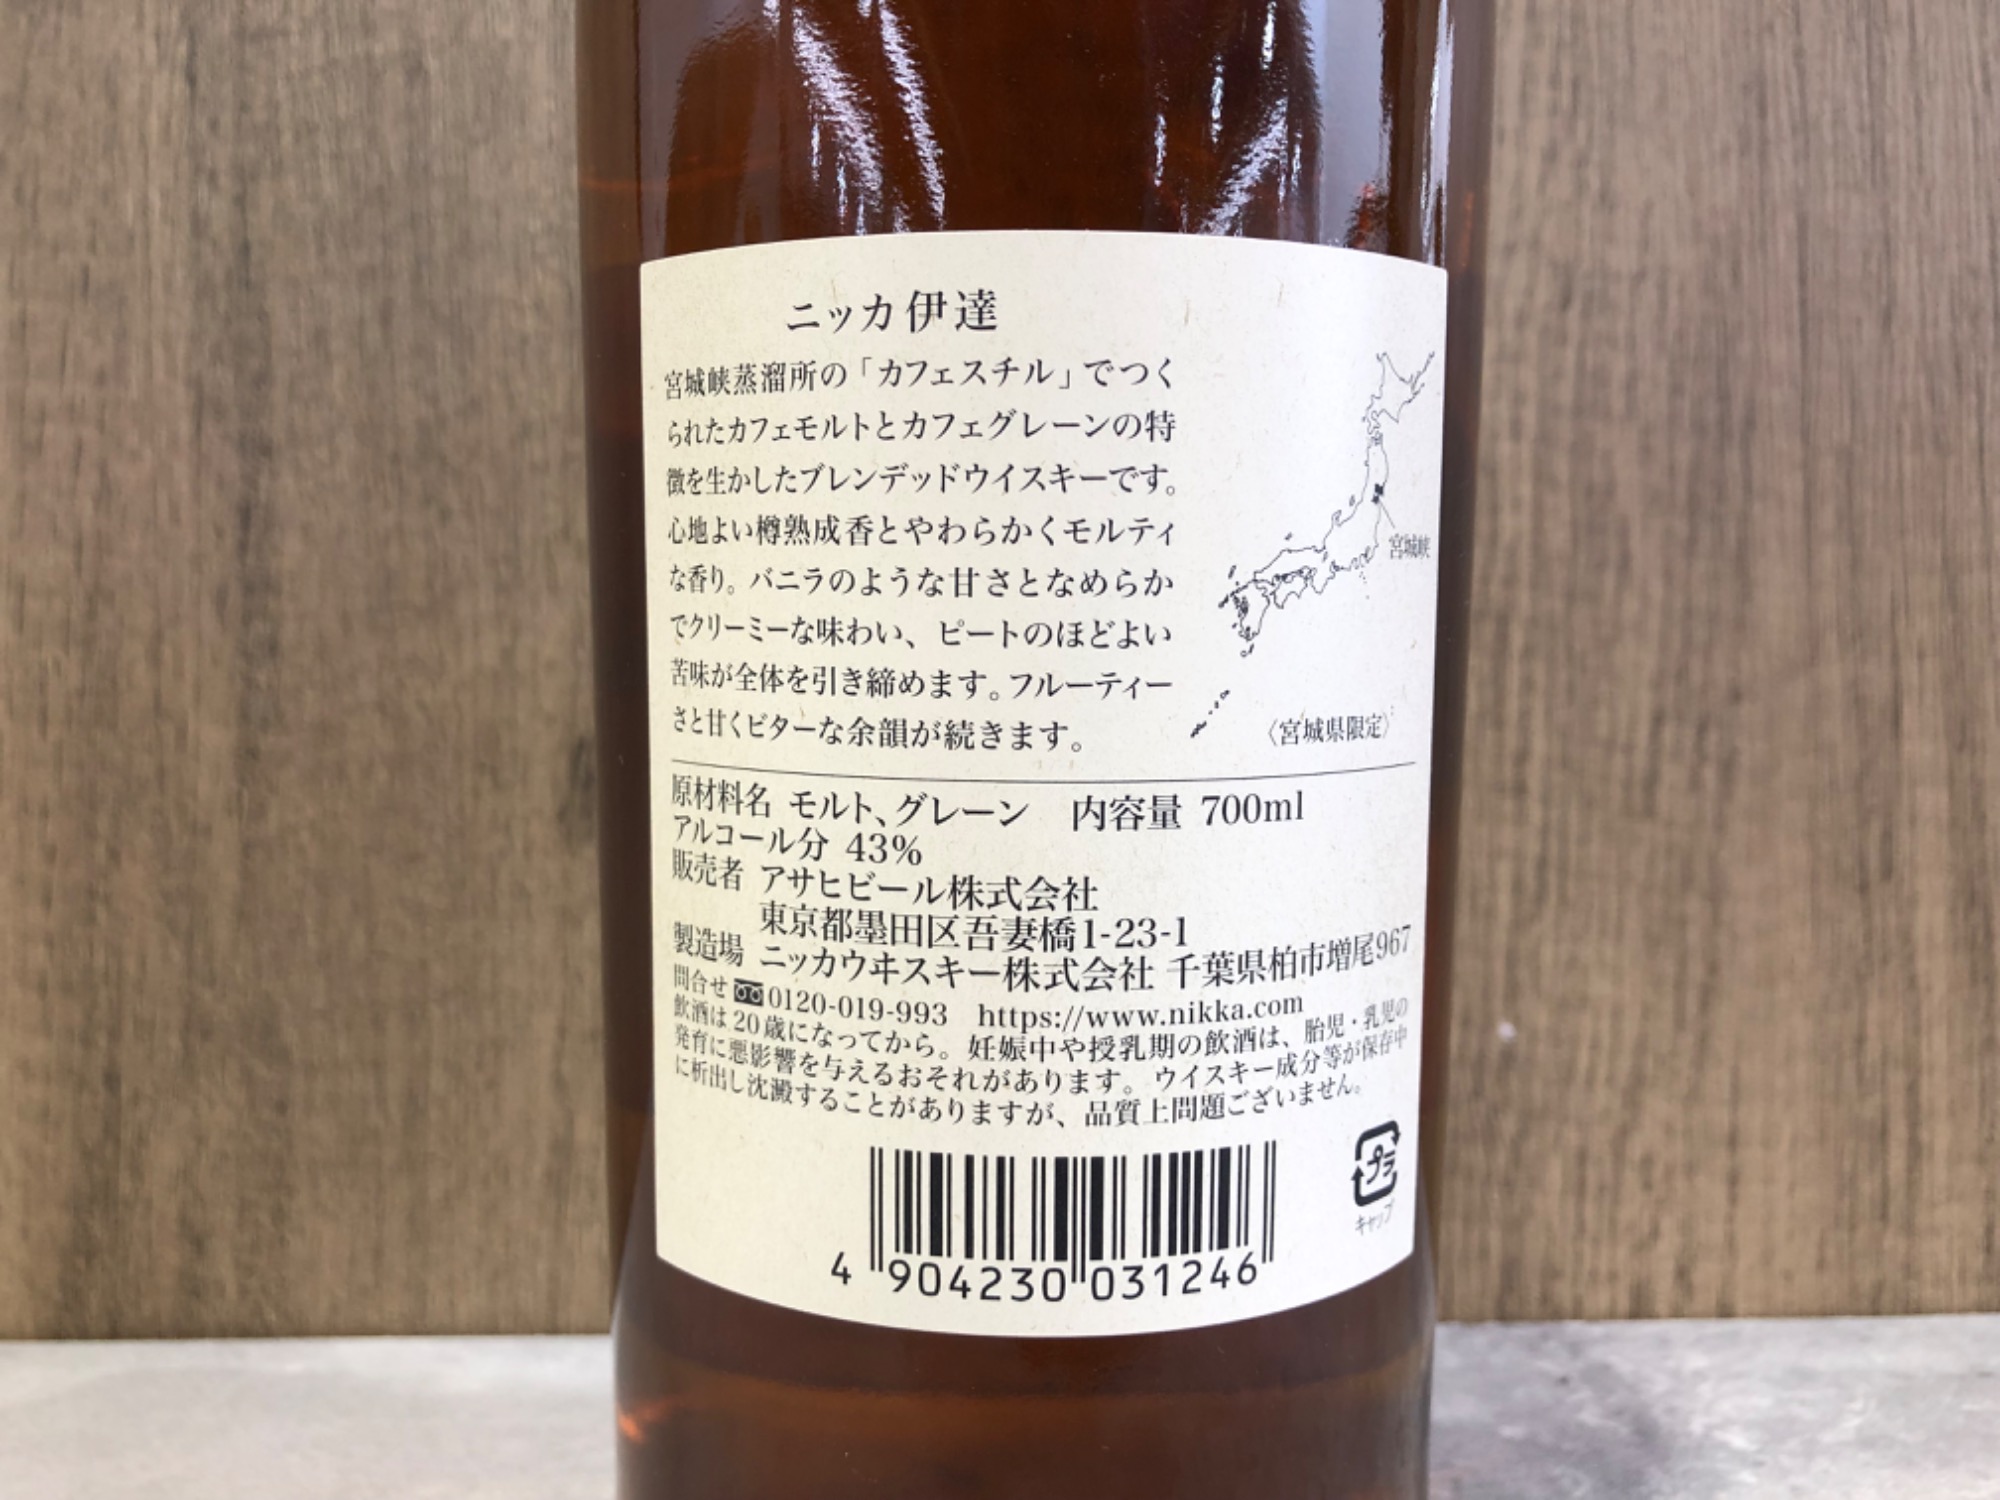 ニッカ 伊達
宮城峡蒸溜所の「カフェスチル」でつく
られたカフェモルトとカフェグレーンの特
徴を生かしたブレンデッドウイスキーです。
心地よい樽熟成香とやわらかくモルティ
な香り。バニラのような甘さとなめらか
でクリーミーな味わい、ピートのほどよい
苦味が全体を引き締めます。フルーティー
さと甘くビターな余韻が続きます。
宮城峡
〈宮城県限定〉
原材料名 モルト、グレーン 内容量 700ml
アルコール分 43%
販売者 アサヒビール株式会社
東京都墨田区吾妻橋1-23-1
製造場 ニッカウヰスキー株式会社 千葉県柏市増尾967
問合せ 0120-019-993 https://www.nikka.com
飲酒は20歳になってから。妊娠中や授乳期の飲酒は、胎児・乳児の
発育に悪影響を与えるおそれがあります。ウイスキー成分等が保存中
に析出し沈澱することがありますが、品質上問題ございません。
プラ
キャップ
4 904230 031246